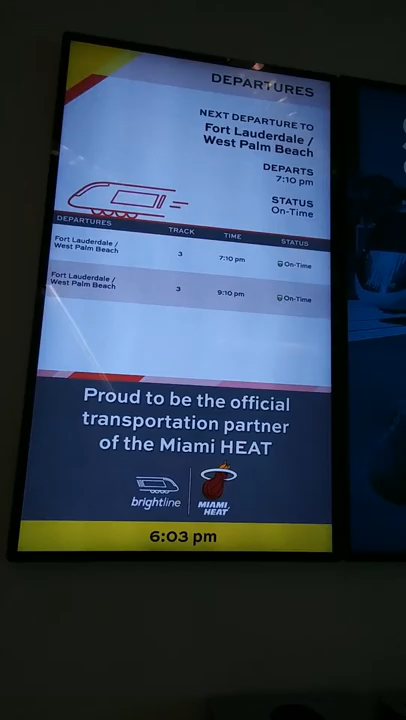 DEPARTURES
NEXT DEPARTURE TO
Fort Lauderdale /
West Palm Beach
DEPARTS
7:10 pm
STATUS
On-Time
DEPARTURES TRACK TIME STATUS
Fort Lauderdale /
West Palm Beach 3 7:10 pm On-Time
Fort Lauderdale /
West Palm Beach 3 9:10 pm On-Time
Proud to be the official
transportation partner
of the Miami HEAT
brightline
MIAMI
HEAT
6:03 pm